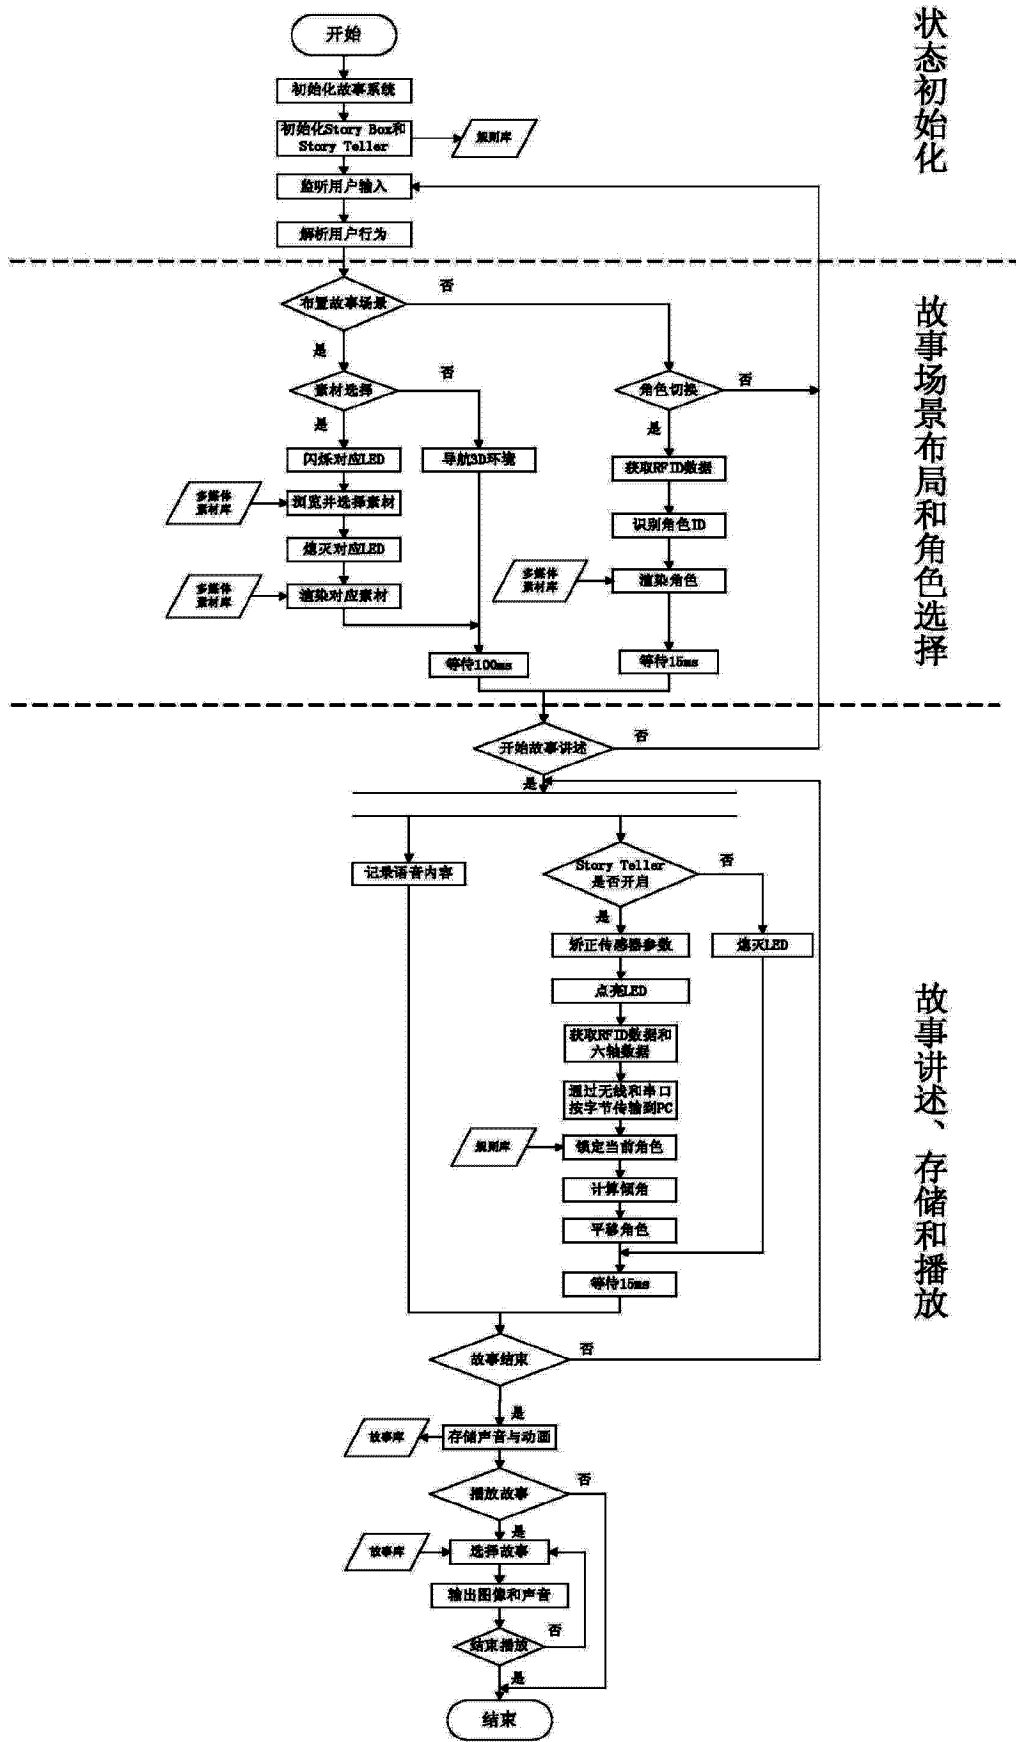 开始
状态初始化
初始化故事系统
初始化Story Box和
Story Teller
规则库
监听用户输入
解析用户行为
布置故事场景
否
是
故事场景布局和角色选择
素材选择
否
是
角色切换
否
是
闪烁对应LED
导航3D环境
获取RFID数据
多媒体
素材库
浏览并选择素材
识别角色ID
熄灭对应LED
多媒体
素材库
渲染角色
多媒体
素材库
渲染对应素材
等待100ms
等待15ms
开始故事讲述
否
是
记录语音内容
Story Teller
是否开启
否
是
矫正传感器参数
熄灭LED
点亮LED
故事讲述、存储和播放
获取RFID数据和
六轴数据
通过无线和串口
按字节传输到PC
规则库
锁定当前角色
计算倾角
平移角色
等待15ms
故事结束
否
是
故事库
存储声音与动画
播放故事
否
是
故事库
选择故事
输出图像和声音
结束播放
否
是
结束